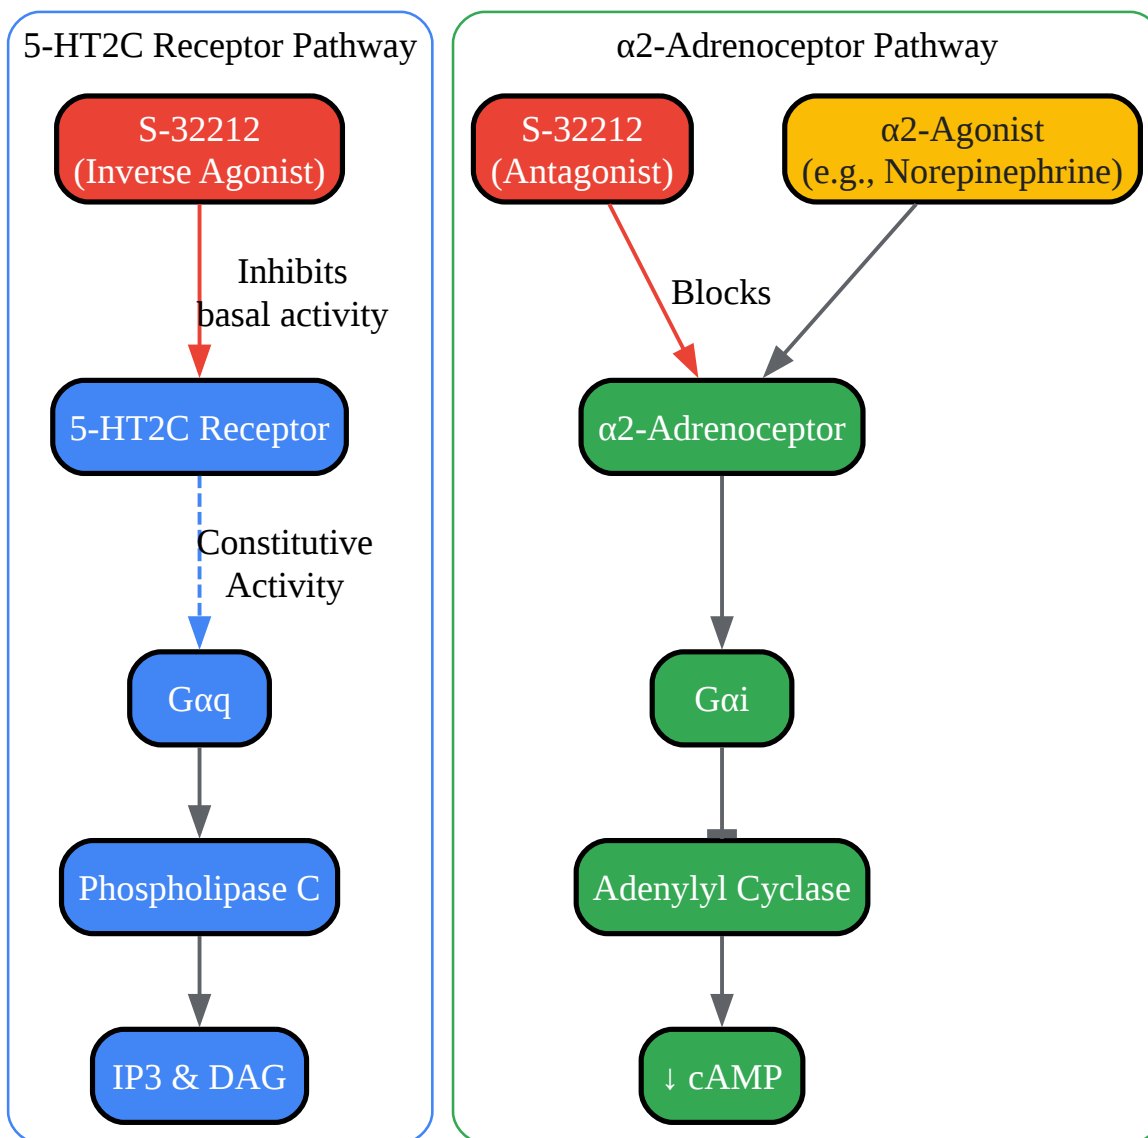 5-HT2C Receptor Pathway
S-32212
(Inverse Agonist)
Inhibits
basal activity
5-HT2C Receptor
Constitutive
Activity
Gαq
Phospholipase C
IP3 & DAG
α2-Adrenoceptor Pathway
S-32212
(Antagonist)
α2-Agonist
(e.g., Norepinephrine)
Blocks
α2-Adrenoceptor
Gαi
Adenylyl Cyclase
↓ cAMP